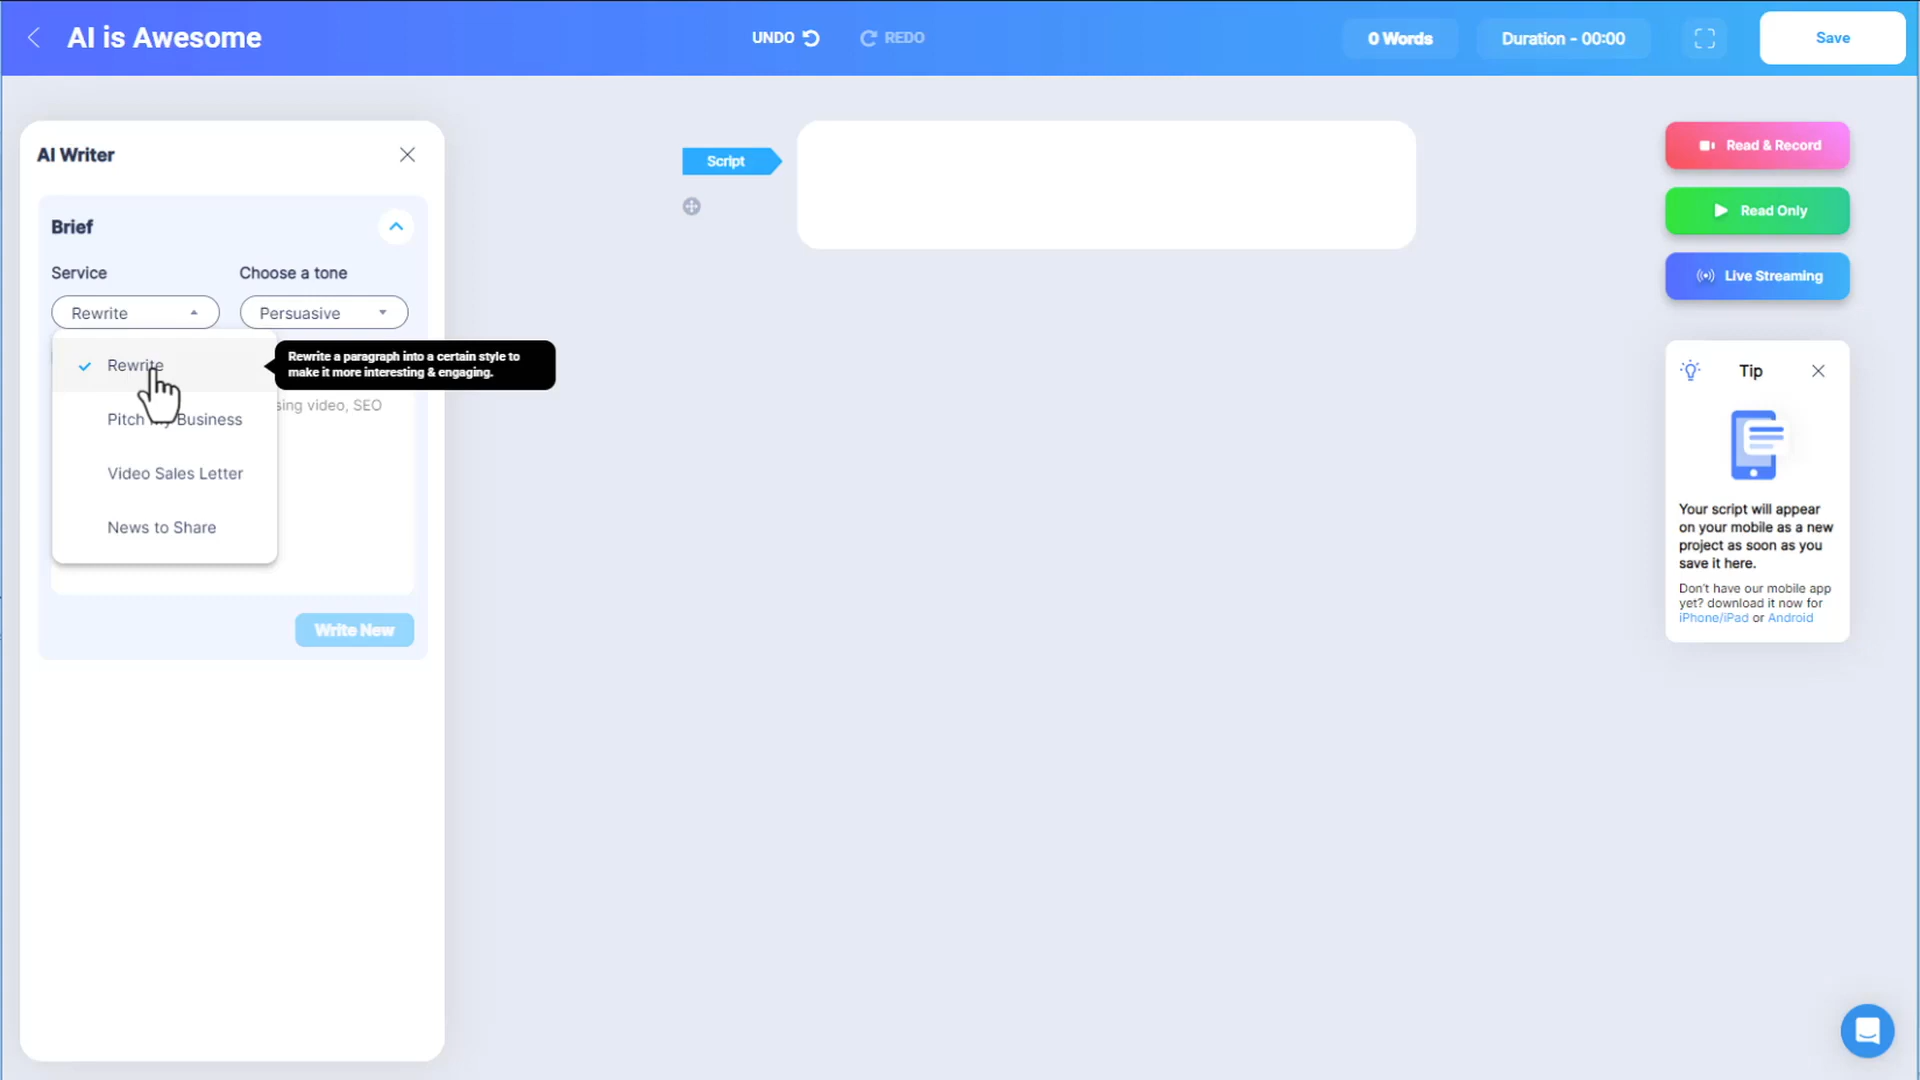 AI is Awesome
UNDO
REDO
0 Words
Duration - 00:00
Save
AI Writer
Brief
Service
Choose a tone
Rewrite
Persuasive
Rewrite
Rewrite a paragraph into a certain style to
make it more interesting & engaging.
sing video, SEO
Pitch Business
Video Sales Letter
News to Share
Write New
Script
Read & Record
Read Only
Live Streaming
Tip
Your script will appear
on your mobile as a new
project as soon as you
save it here.
Don't have our mobile app
yet? download it now for
iPhone/iPad or Android